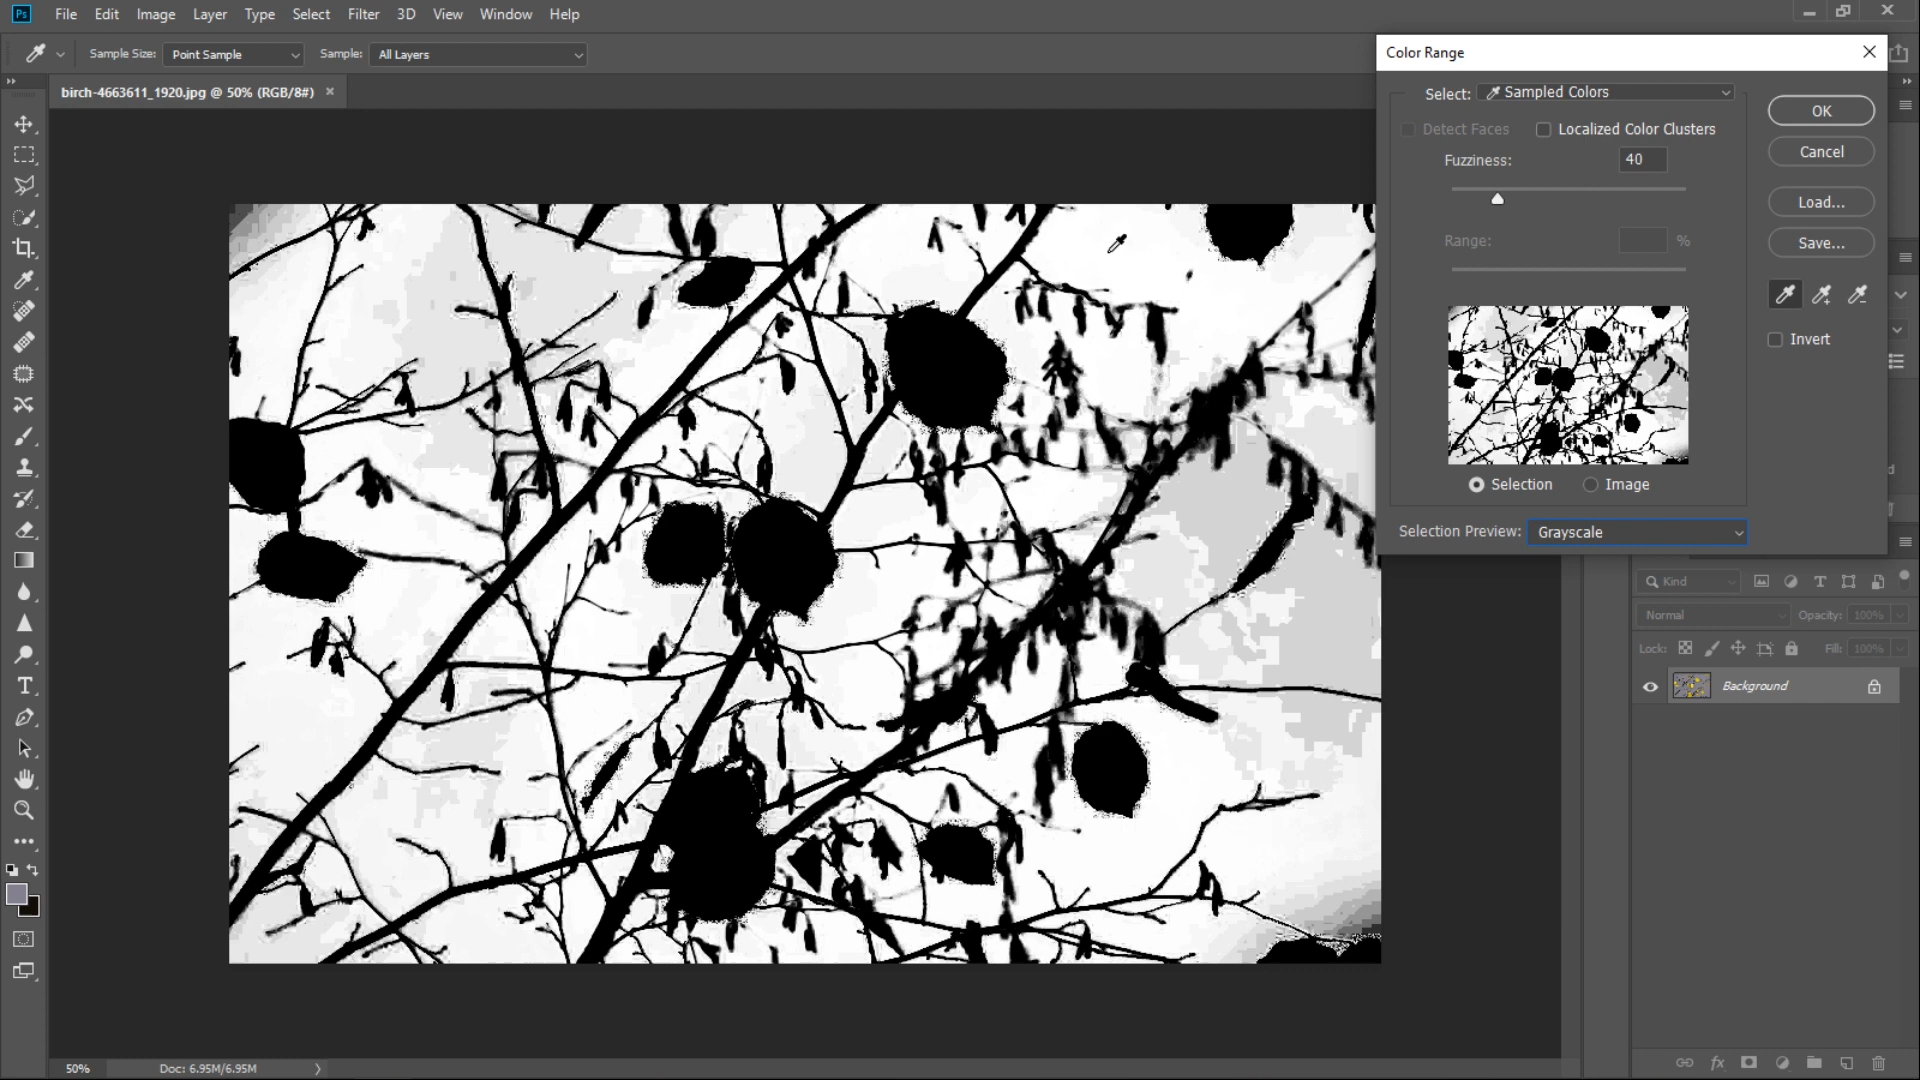 Ps File Edit Image Layer Type Select Filter 3D View Window Help
Sample Size: Point Sample Sample: All Layers
birch-4663611_1920.jpg @ 50% (RGB/8#)
Color Range
Select: Sampled Colors
Detect Faces Localized Color Clusters
Fuzziness: 40
Range: %
Selection Image
Selection Preview: Grayscale
OK
Cancel
Load...
Save...
Invert
d
Kind
Normal Opacity: 100%
Lock: Fill: 100%
Background
fx
50% Doc: 6.95M/6.95M